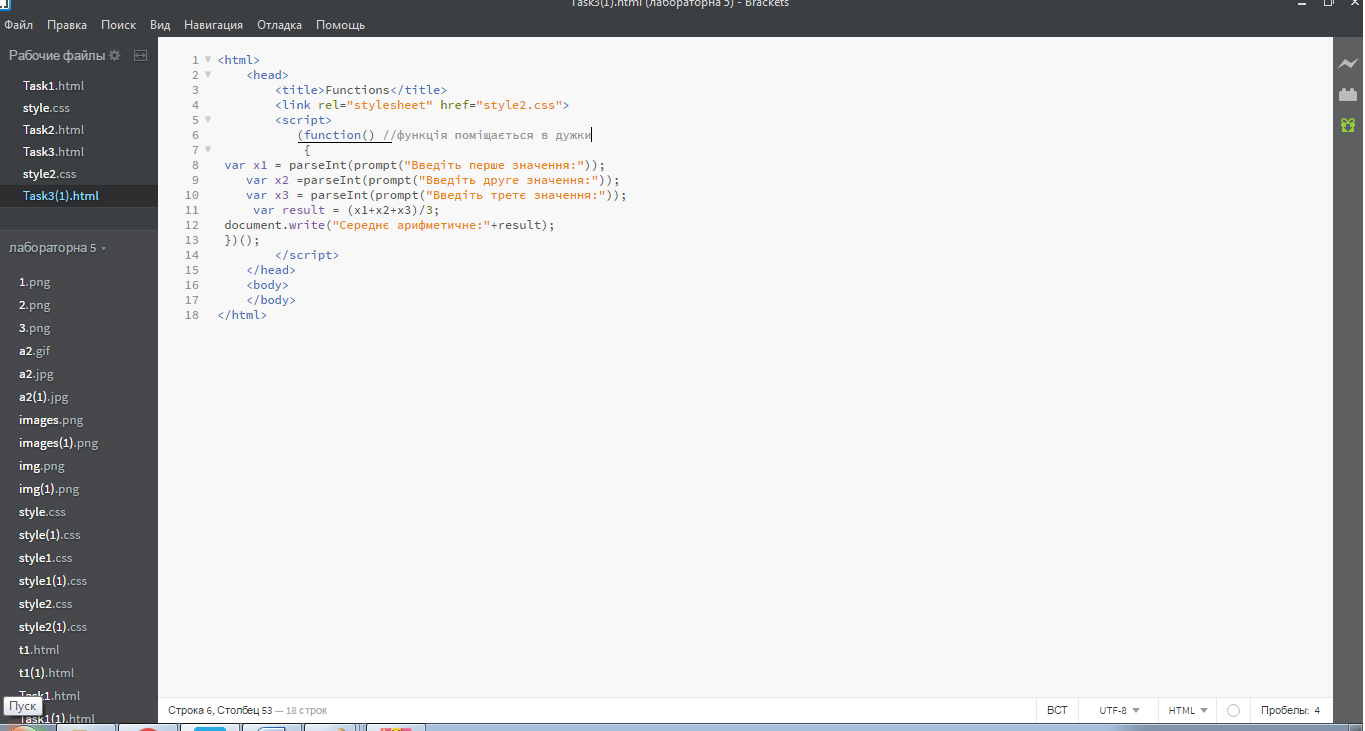 Task3(1).html (лабораторна 5) - Brackets
Файл Правка Поиск Вид Навигация Отладка Помощь
Рабочие файлы
Task1.html
style.css
Task2.html
Task3.html
style2.css
Task3(1).html
лабораторна 5
1.png
2.png
3.png
a2.gif
a2.jpg
a2(1).jpg
images.png
images(1).png
img.png
img(1).png
style.css
style(1).css
style1.css
style1(1).css
style2.css
style2(1).css
t1.html
t1(1).html
Task1.html
Пуск
Task1(1).html
1 <html>
2 <head>
3 <title>Functions</title>
4 <link rel="stylesheet" href="style2.css">
5 <script>
6 (function() //функція поміщається в дужки
7 {
8 var x1 = parseInt(prompt("Введіть перше значення:"));
9 var x2 =parseInt(prompt("Введіть друге значення:"));
10 var x3 = parseInt(prompt("Введіть третє значення:"));
11 var result = (x1+x2+x3)/3;
12 document.write("Середнє арифметичне:"+result);
13 })();
14 </script>
15 </head>
16 <body>
17 </body>
18 </html>
Строка 6, Столбец 53 — 18 строк
ВСТ UTF-8 HTML Пробелы: 4